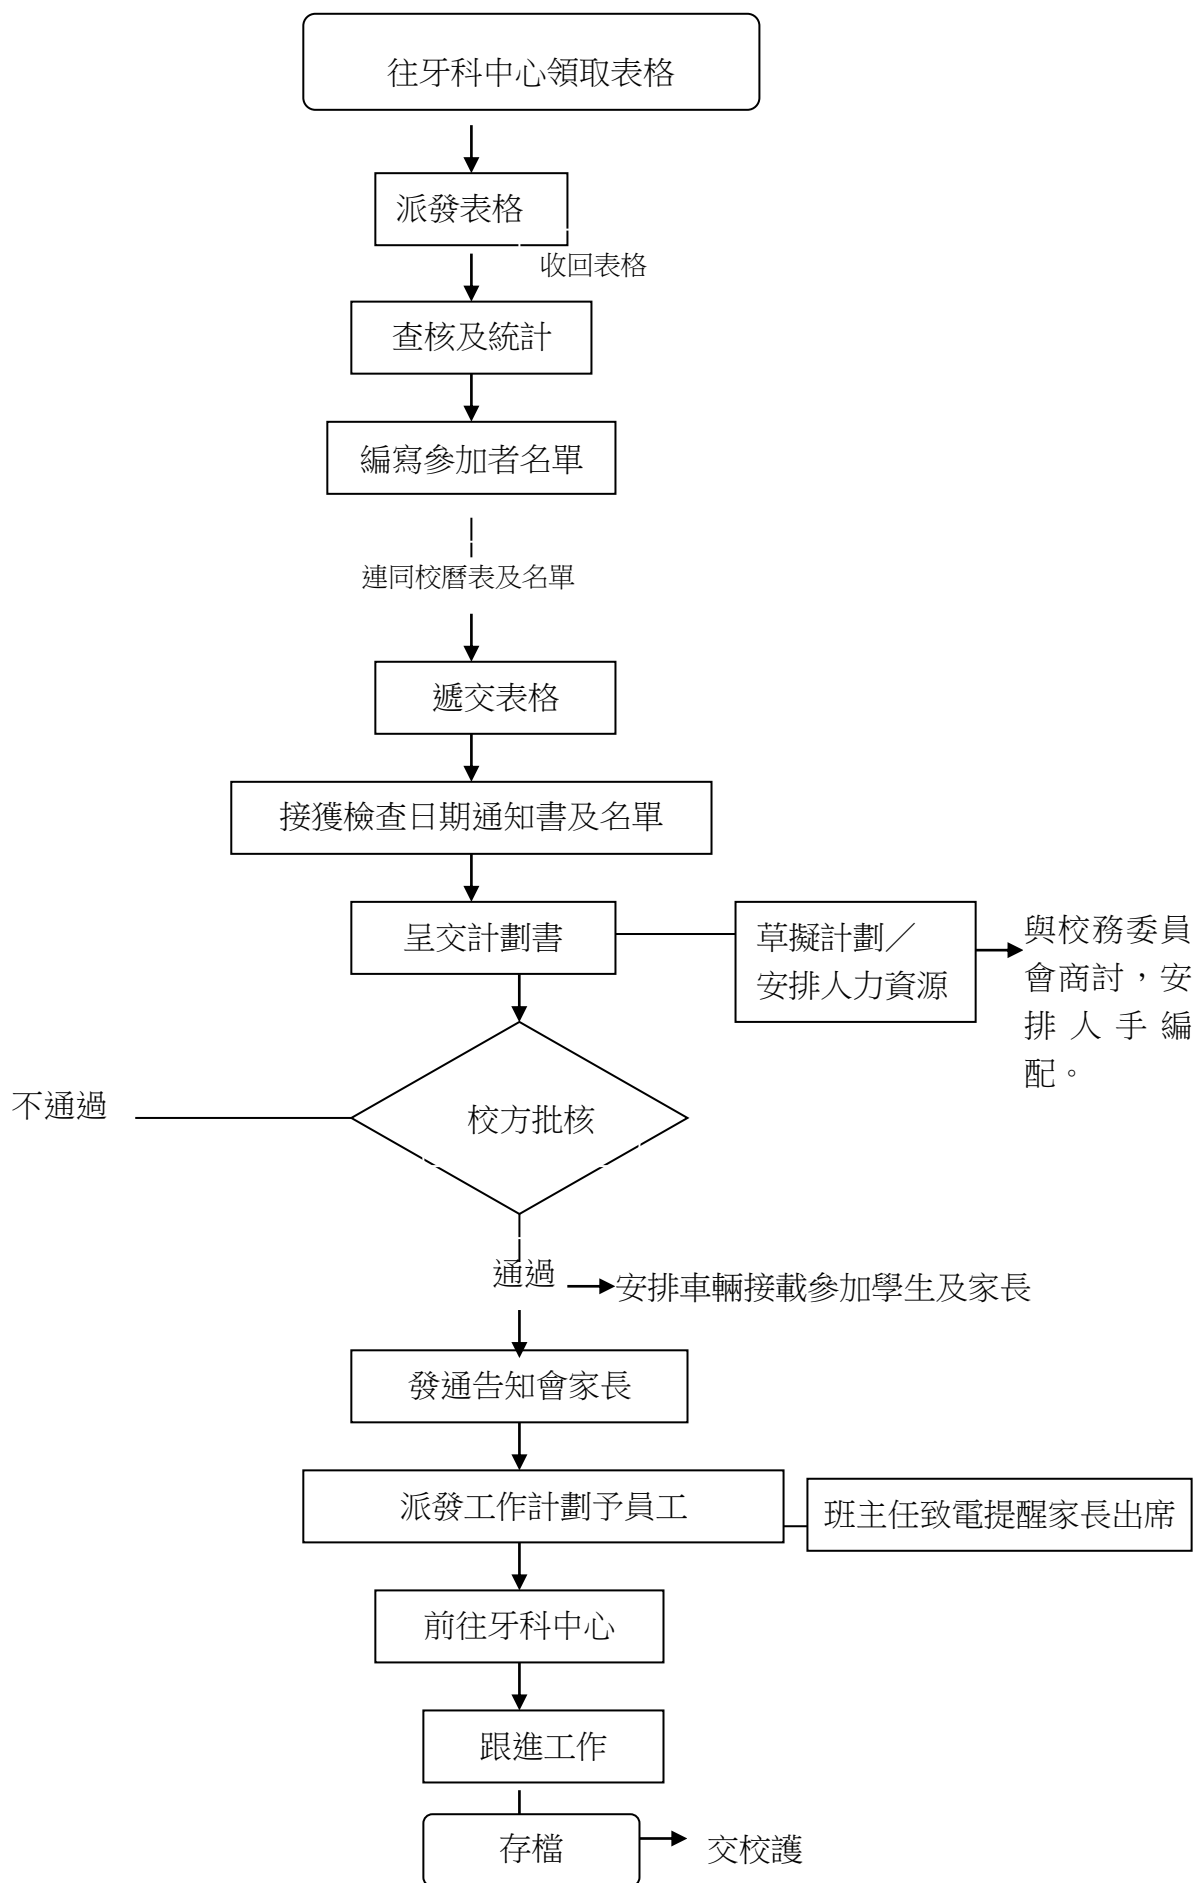 往牙科中心領取表格
派發表格
收回表格
查核及統計
編寫參加者名單
連同校曆表及名單
遞交表格
接獲檢查日期通知書及名單
呈交計劃書
草擬計劃／
安排人力資源
與校務委員
會商討，安
排人手編
配。
不通過
校方批核
通過
安排車輛接載參加學生及家長
發通告知會家長
派發工作計劃予員工
班主任致電提醒家長出席
前往牙科中心
跟進工作
存檔
交校護